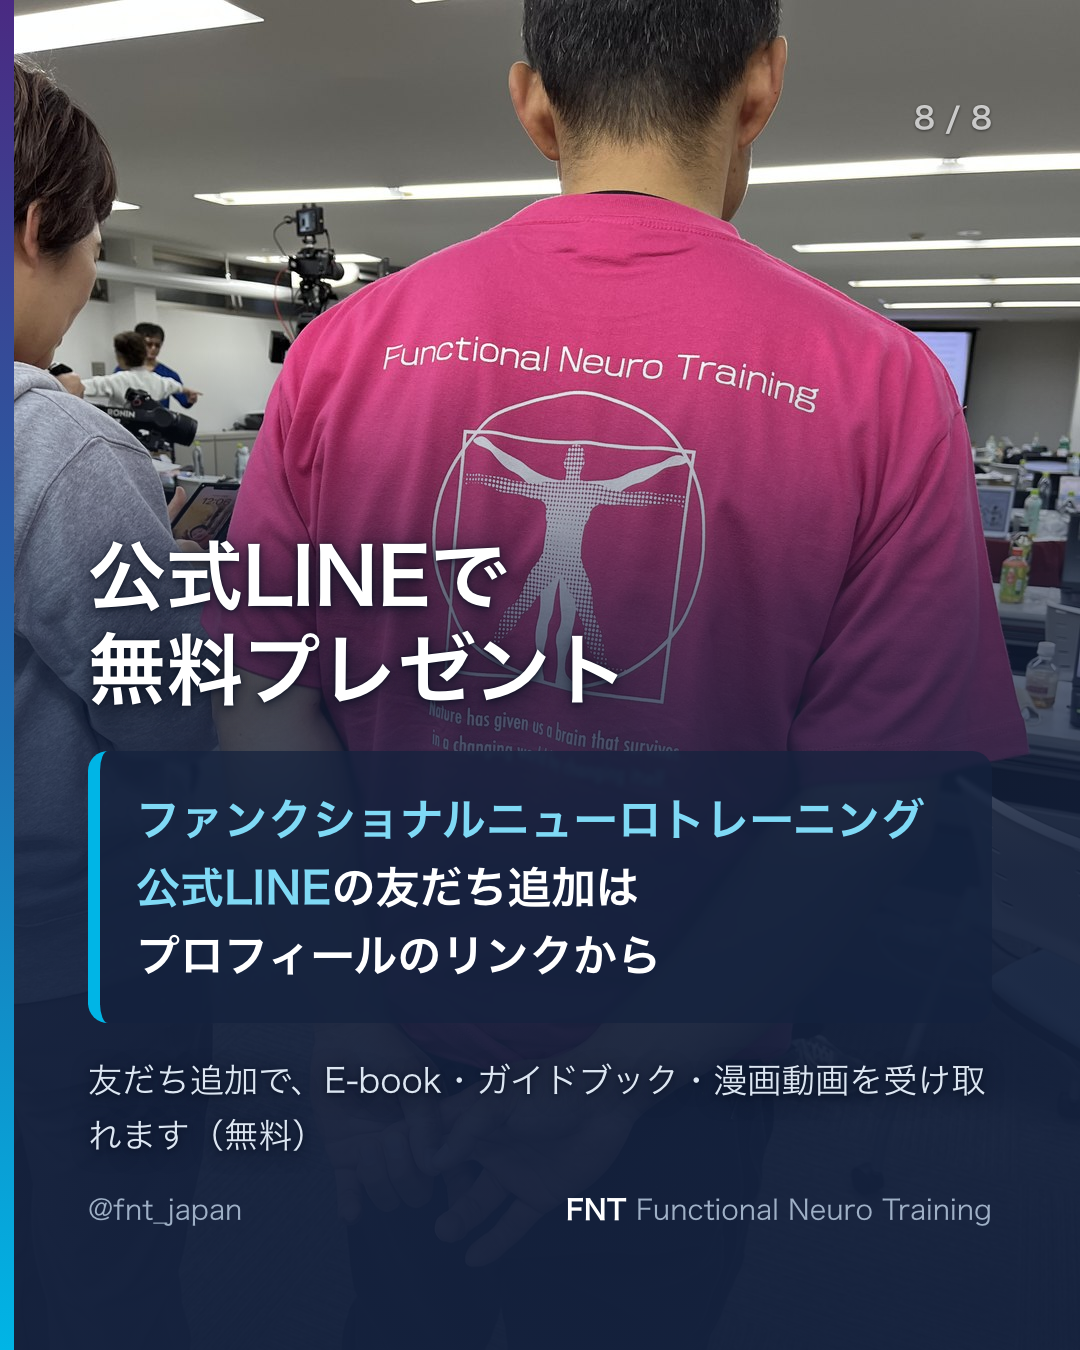 8 / 8
Functional Neuro Training
RONIN
12:06
公式LINEで
無料プレゼント
Nature has given us a brain that survives
in a changing
ファンクショナルニューロトレーニング
公式LINEの友だち追加は
プロフィールのリンクから
友だち追加で、E-book・ガイドブック・漫画動画を受け取
れます（無料）
@fnt_japan
FNT Functional Neuro Training